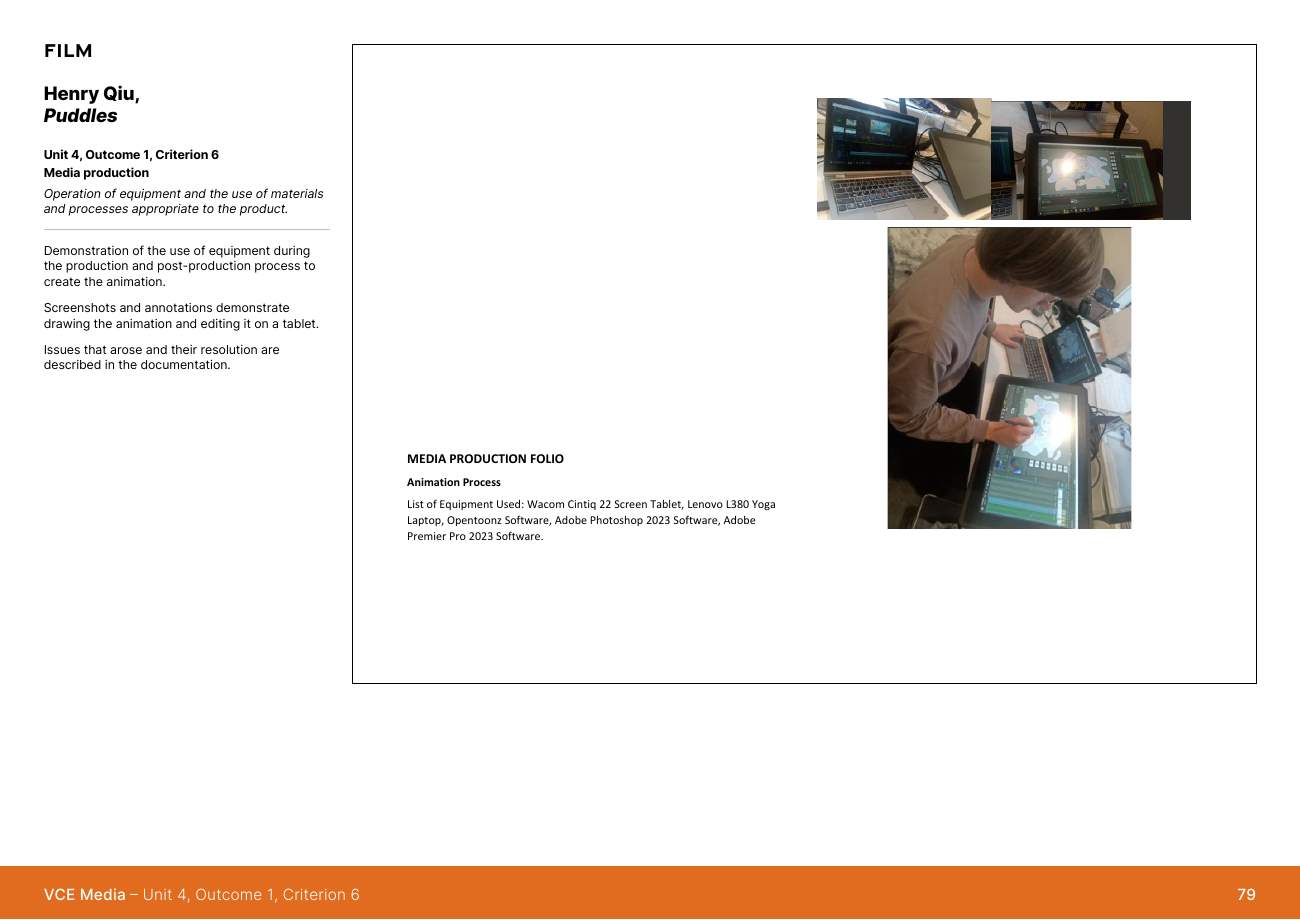 FILM
Henry Qiu,
Puddles
Unit 4, Outcome 1, Criterion 6
Media production
Operation of equipment and the use of materials
and processes appropriate to the product.
Demonstration of the use of equipment during
the production and post-production process to
create the animation.
Screenshots and annotations demonstrate
drawing the animation and editing it on a tablet.
Issues that arose and their resolution are
described in the documentation.
MEDIA PRODUCTION FOLIO
Animation Process
List of Equipment Used: Wacom Cintiq 22 Screen Tablet, Lenovo L380 Yoga
Laptop, Opentoonz Software, Adobe Photoshop 2023 Software, Adobe
Premier Pro 2023 Software.
VCE Media – Unit 4, Outcome 1, Criterion 6
79